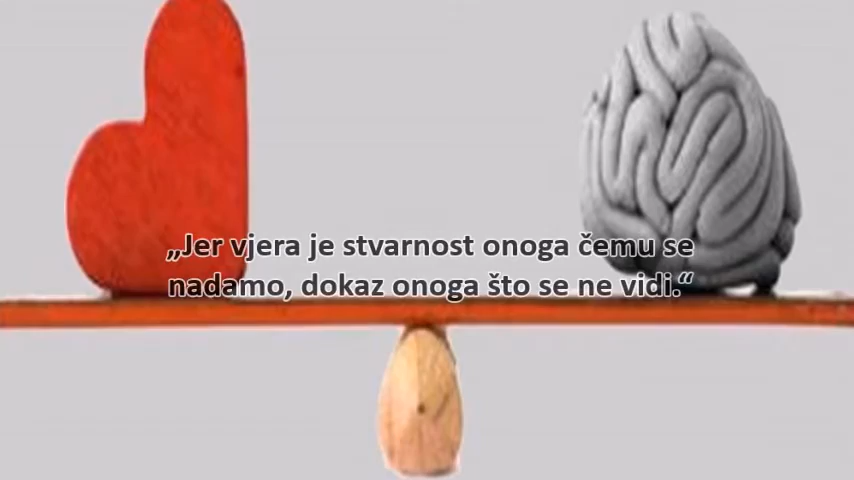 „Jer vjera je stvarnost onoga čemu se
nadamo, dokaz onoga što se ne vidi.“